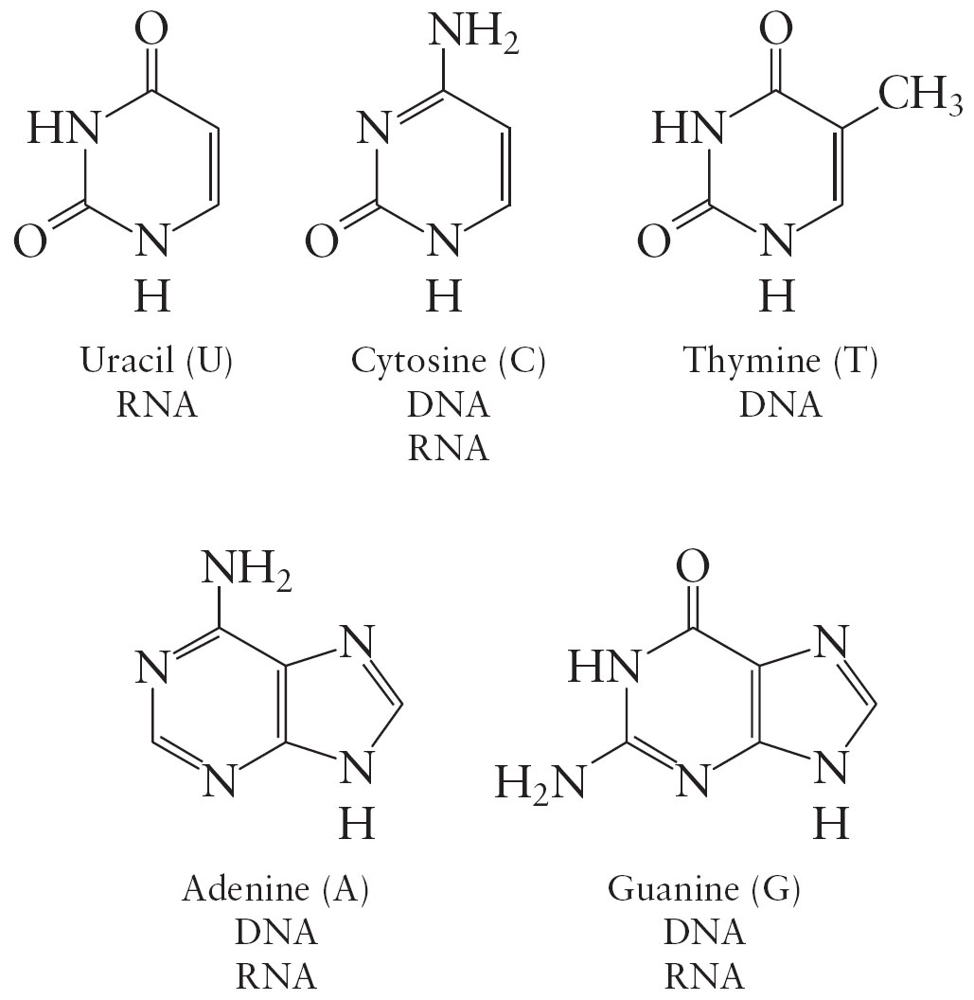 O NH₂ O
CH₃
HN N HN
O N O N O N
H H H
Uracil (U) Cytosine (C) Thymine (T)
RNA DNA DNA
RNA
NH₂ O
N N HN N
N N H₂N N N
H H
Adenine (A) Guanine (G)
DNA DNA
RNA RNA